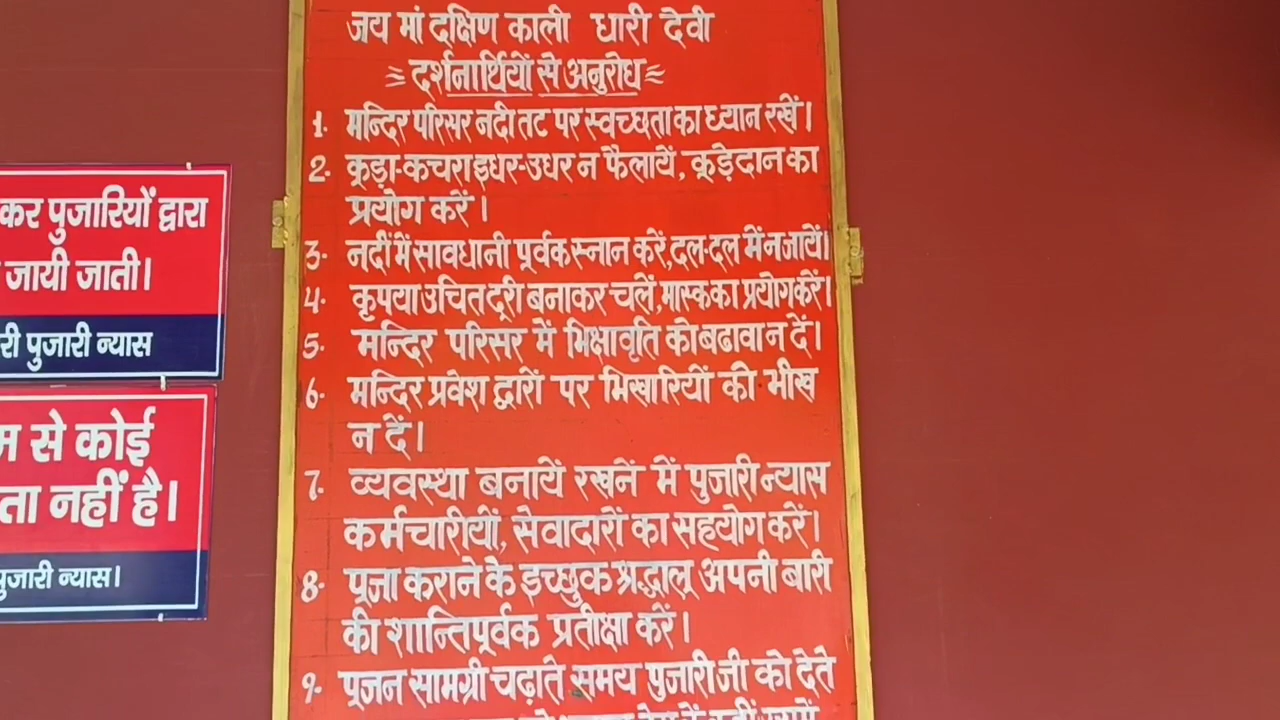 जय मां दक्षिण काली धारी देवी
दर्शनार्थियों से अनुरोध
1. मन्दिर परिसर नदी तट पर स्वच्छता का ध्यान रखें।
2. कूड़ा-कचरा इधर-उधर न फैलायें, कूड़ेदान का
प्रयोग करें।
3. नदी में सावधानी पूर्वक स्नान करें, दल-दल में न जायें।
4. कृपया उचित दूरी बनाकर चलें, मास्क का प्रयोग करें।
5. मन्दिर परिसर में भिक्षावृति को बढावा न दें।
6. मन्दिर प्रवेश द्वारों पर भिखारियों की भीख
न दें।
7. व्यवस्था बनायें रखनें में पुजारी न्यास
कर्मचारीयों, सेवादारों का सहयोग करें।
8. पूजा कराने के इच्छुक श्रद्धालू अपनी बारी
की शान्तिपूर्वक प्रतीक्षा करें।
9. पूजन सामग्री चढ़ाते समय पुजारी जी को देते
कर पुजारियों द्वारा
जायी जाती।
री पुजारी न्यास
से कोई
ता नहीं है।
पुजारी न्यास।